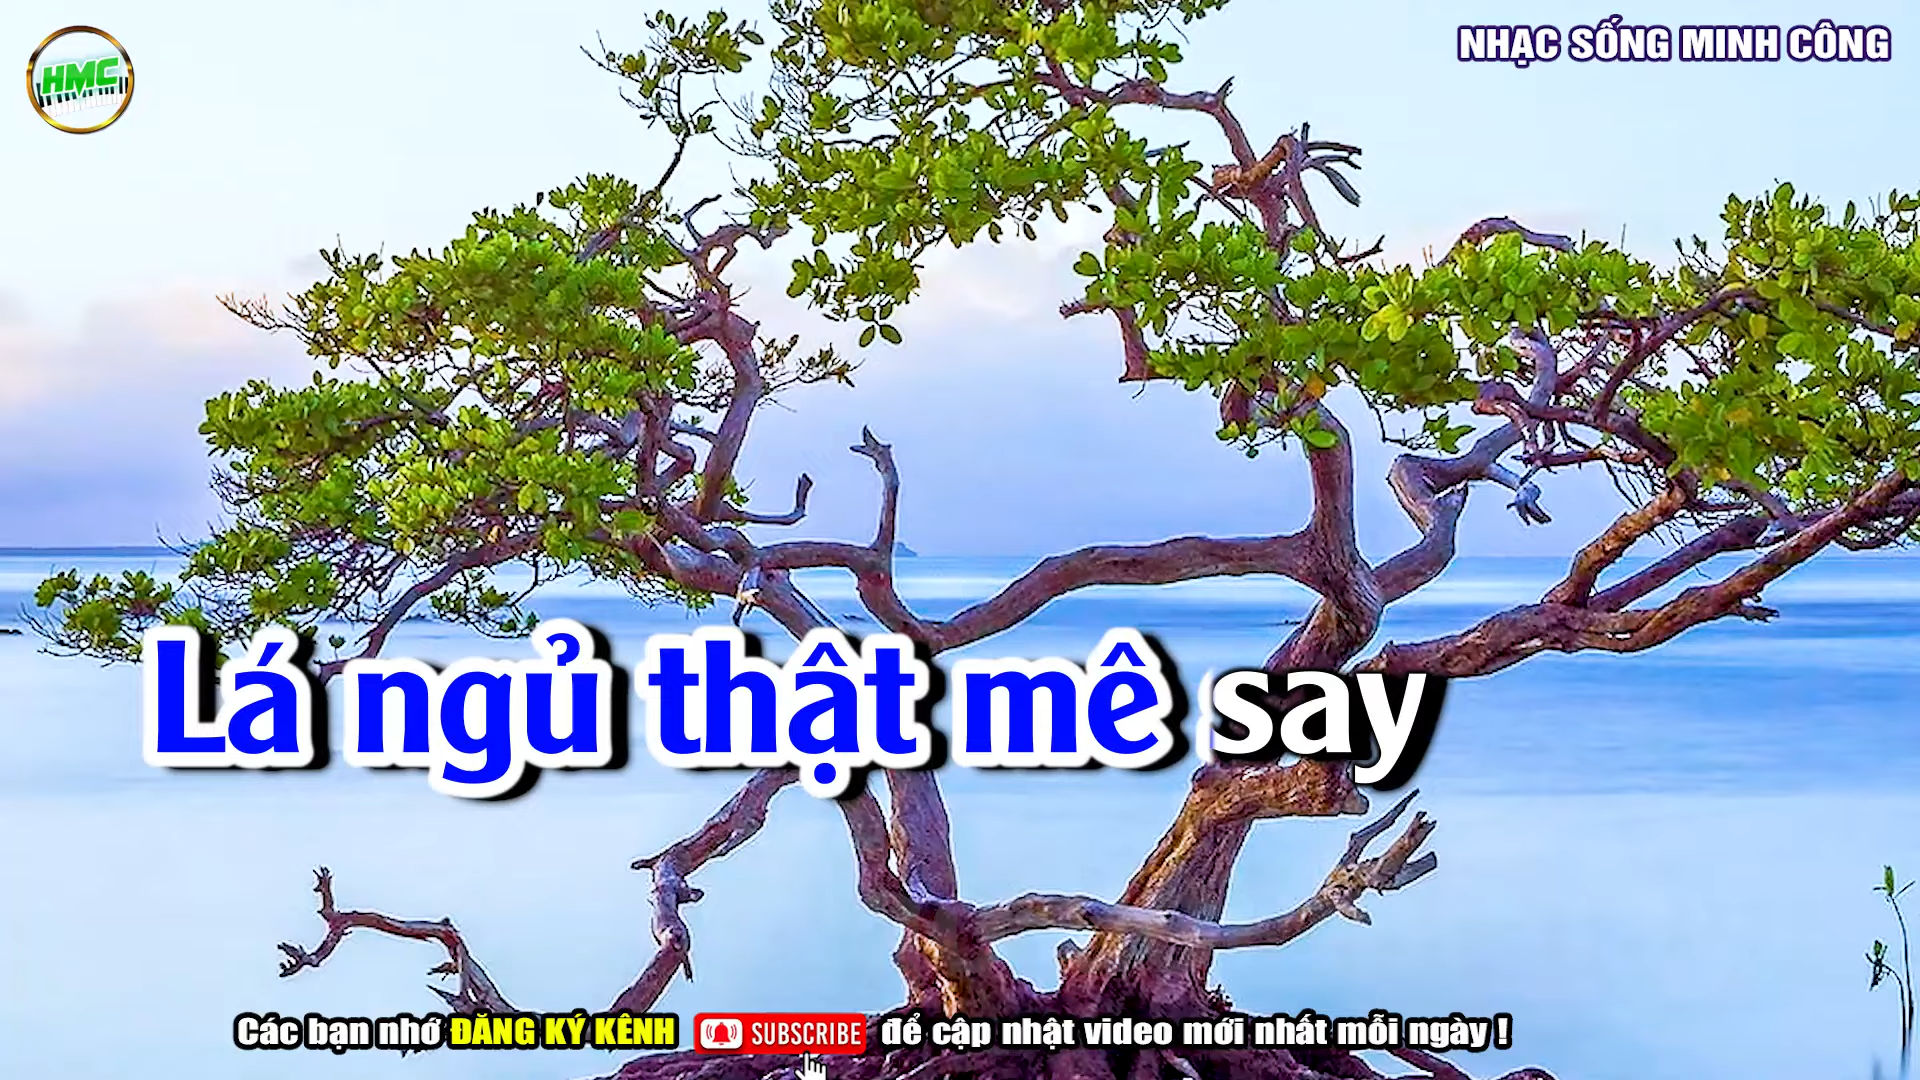 HMC
NHẠC SỐNG MINH CÔNG
Lá ngủ thật mê say
Các bạn nhớ ĐĂNG KÝ KÊNH SUBSCRIBE để cập nhật video mới nhất mỗi ngày !